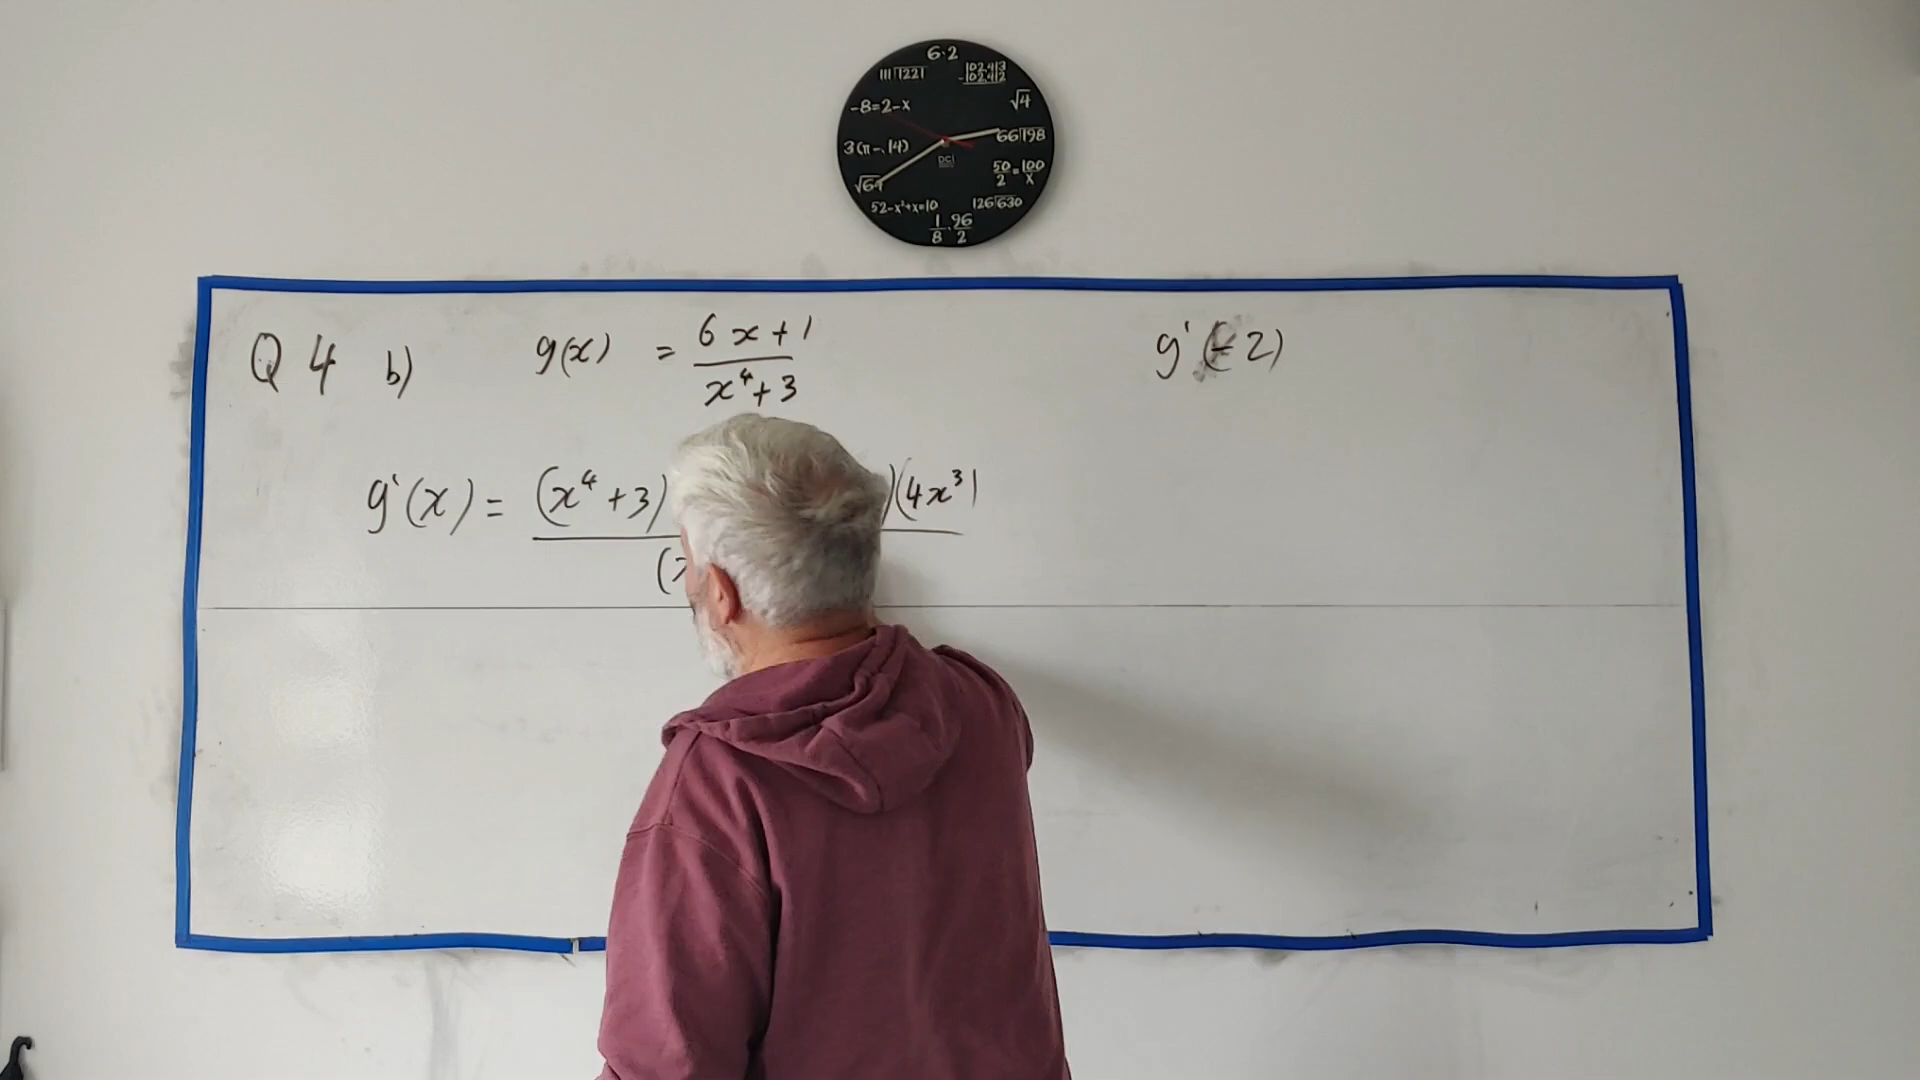 6·2
111⟌1221
102,413
-102,412
-8=2-x
√4
3(π-.14)
66⟌198
DCI
√64
50/2=100/x
52-x²+x=10
126⟌630
1/8·96/2
Q 4 b) g(x) = (6x+1)/(x⁴+3) g'(-2)
g'(x) = (x⁴+3) )(4x³)
(x